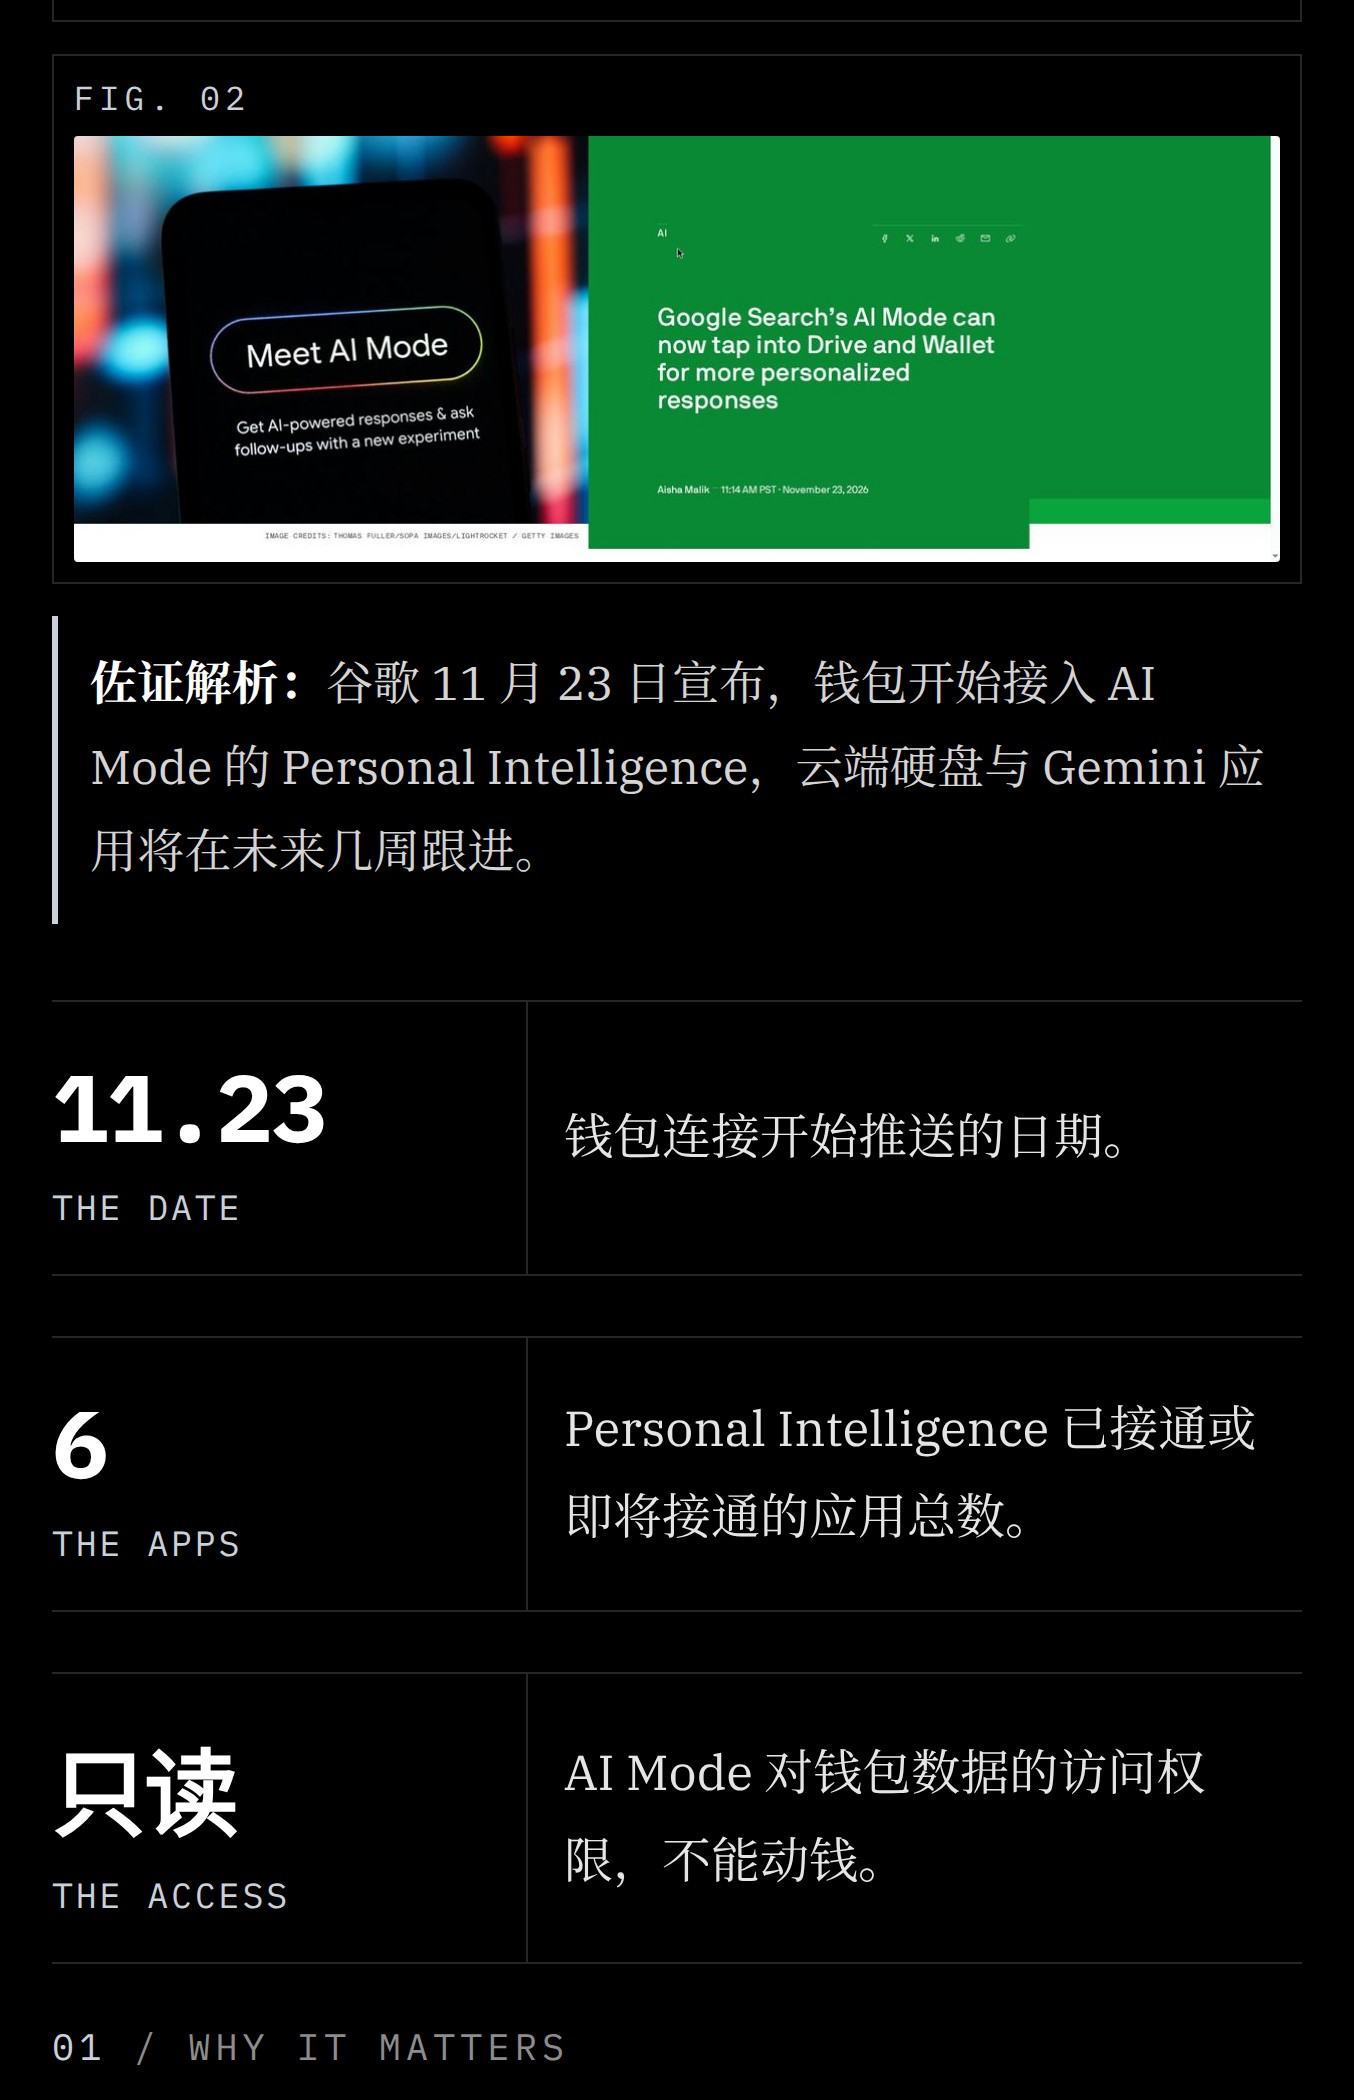 FIG. 02
Meet AI Mode
Get AI-powered responses & ask
follow-ups with a new experiment
IMAGE CREDITS: THOMAS FULLER/SOPA IMAGES/LIGHTROCKET / GETTY IMAGES
AI
Google Search’s AI Mode can
now tap into Drive and Wallet
for more personalized
responses
Aisha Malik 11:14 AM PST · November 23, 2026
佐证解析：谷歌 11 月 23 日宣布，钱包开始接入 AI
Mode 的 Personal Intelligence，云端硬盘与 Gemini 应
用将在未来几周跟进。
11.23
THE DATE
钱包连接开始推送的日期。
6
THE APPS
Personal Intelligence 已接通或
即将接通的应用总数。
只读
THE ACCESS
AI Mode 对钱包数据的访问权
限，不能动钱。
01 / WHY IT MATTERS